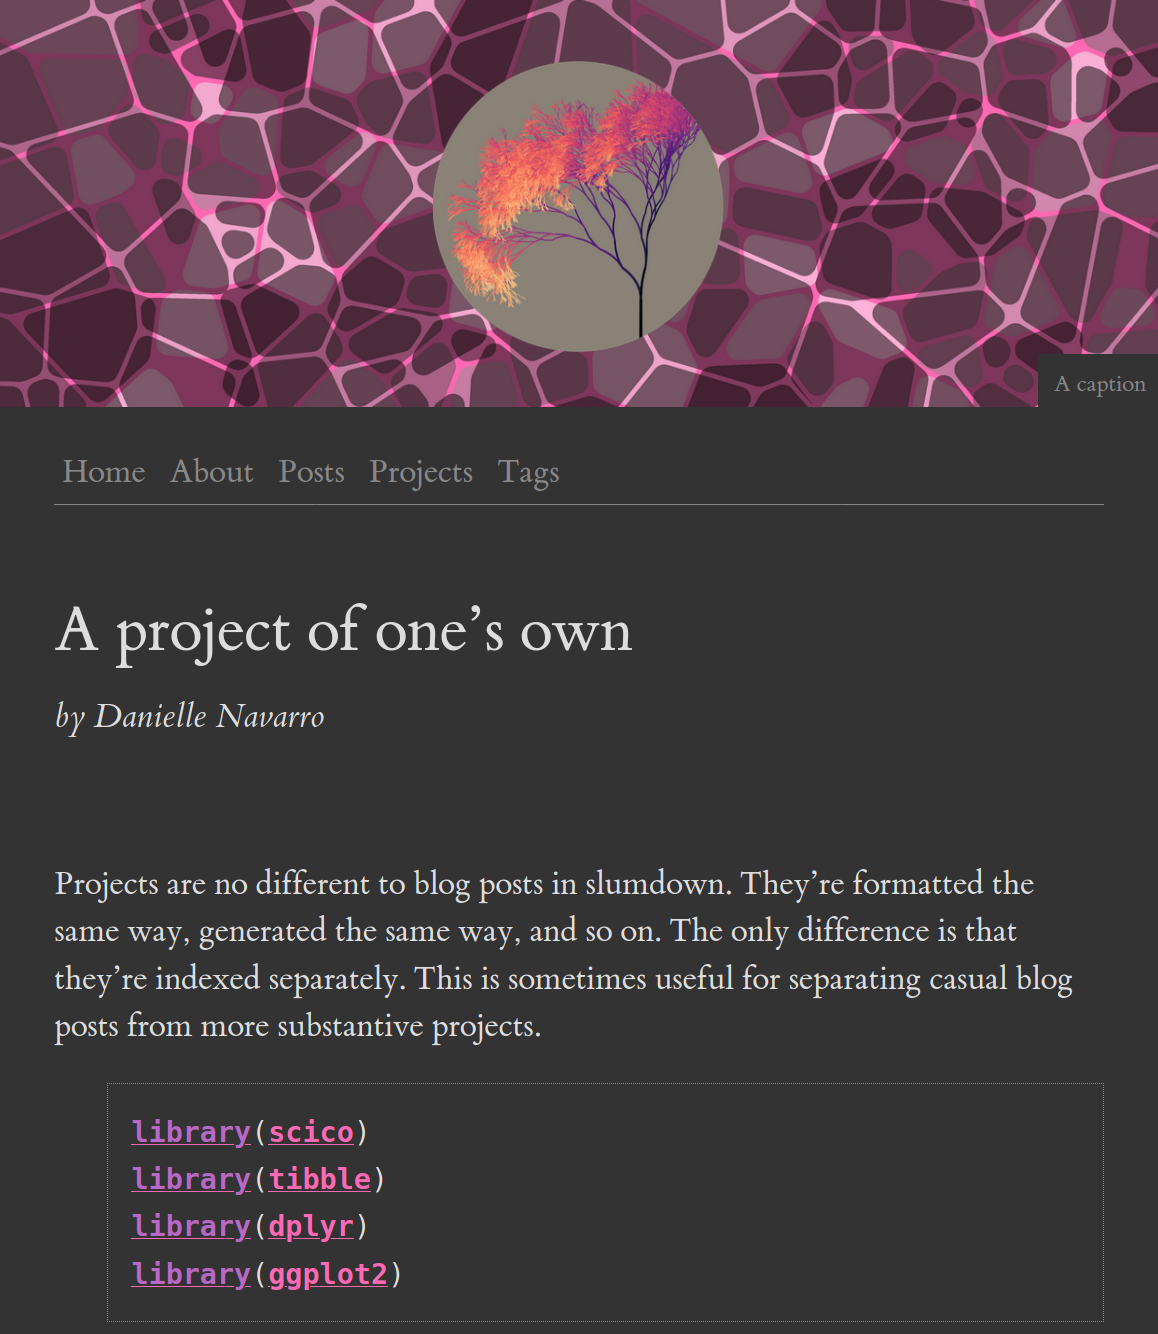 A caption
Home About Posts Projects Tags
A project of one’s own
by Danielle Navarro
Projects are no different to blog posts in slumdown. They’re formatted the
same way, generated the same way, and so on. The only difference is that
they’re indexed separately. This is sometimes useful for separating casual blog
posts from more substantive projects.
library(scico)
library(tibble)
library(dplyr)
library(ggplot2)